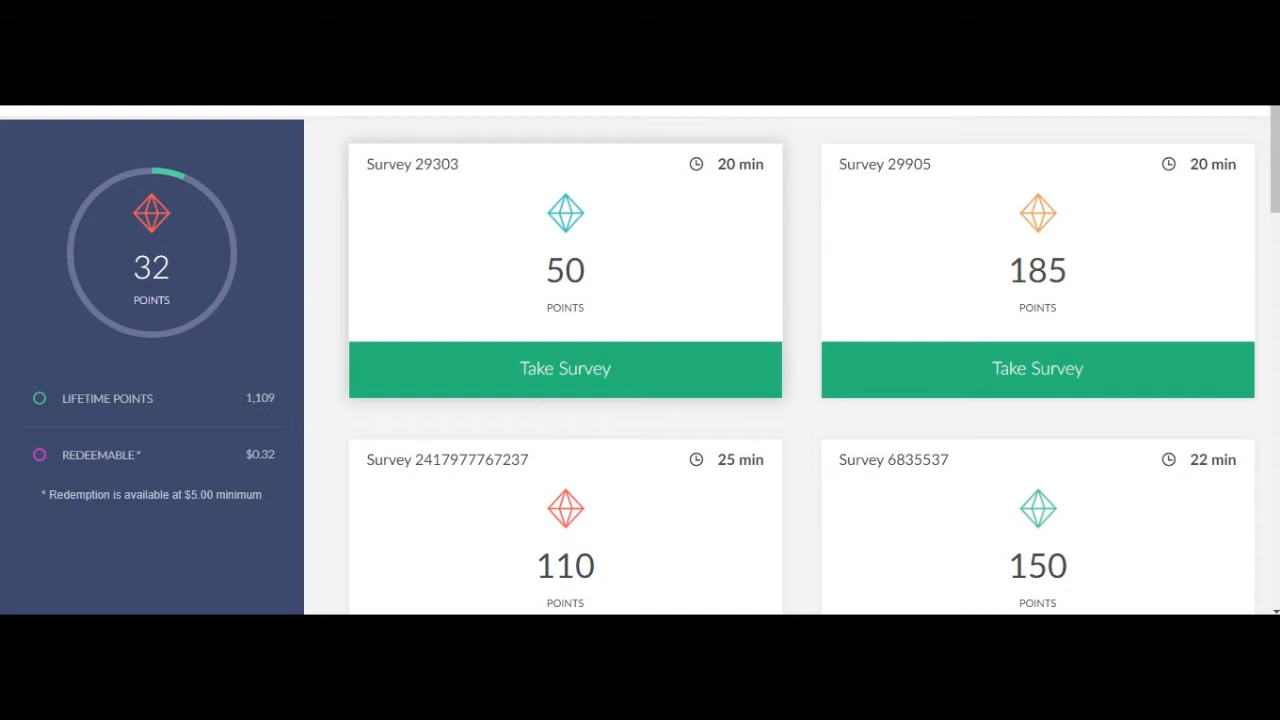 32
POINTS
LIFETIME POINTS 1,109
REDEEMABLE* $0.32
* Redemption is available at $5.00 minimum
Survey 29303 20 min
50
POINTS
Take Survey
Survey 29905 20 min
185
POINTS
Take Survey
Survey 2417977767237 25 min
110
POINTS
Survey 6835537 22 min
150
POINTS